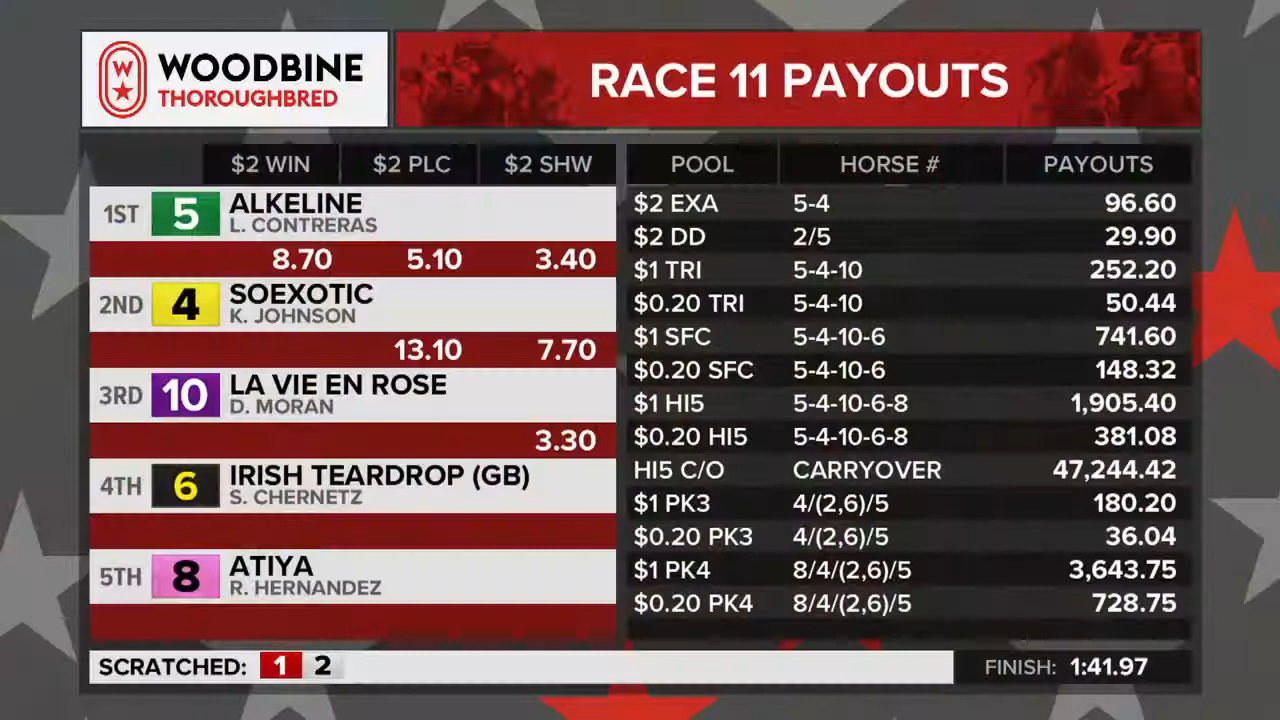 W
WOODBINE
THOROUGHBRED
RACE 11 PAYOUTS
$2 WIN $2 PLC $2 SHW
1ST 5 ALKELINE
L. CONTRERAS
8.70 5.10 3.40
2ND 4 SOEXOTIC
K. JOHNSON
13.10 7.70
3RD 10 LA VIE EN ROSE
D. MORAN
3.30
4TH 6 IRISH TEARDROP (GB)
S. CHERNETZ
5TH 8 ATIYA
R. HERNANDEZ
POOL HORSE # PAYOUTS
$2 EXA 5-4 96.60
$2 DD 2/5 29.90
$1 TRI 5-4-10 252.20
$0.20 TRI 5-4-10 50.44
$1 SFC 5-4-10-6 741.60
$0.20 SFC 5-4-10-6 148.32
$1 HI5 5-4-10-6-8 1,905.40
$0.20 HI5 5-4-10-6-8 381.08
HI5 C/O CARRYOVER 47,244.42
$1 PK3 4/(2,6)/5 180.20
$0.20 PK3 4/(2,6)/5 36.04
$1 PK4 8/4/(2,6)/5 3,643.75
$0.20 PK4 8/4/(2,6)/5 728.75
SCRATCHED: 1 2
FINISH: 1:41.97